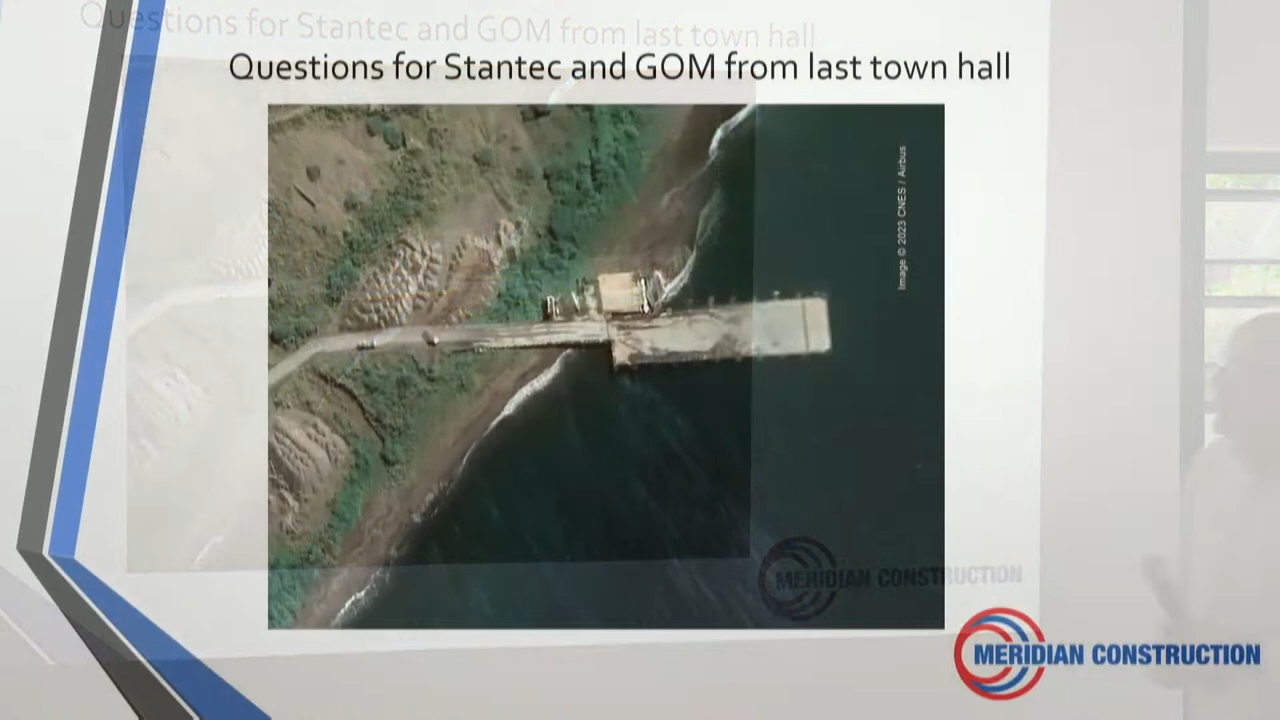 Questions for Stantec and GOM from last town hall
Questions for Stantec and GOM from last town hall
Image © 2023 CNES / Airbus
MERIDIAN CONSTRUCTION
MERIDIAN CONSTRUCTION